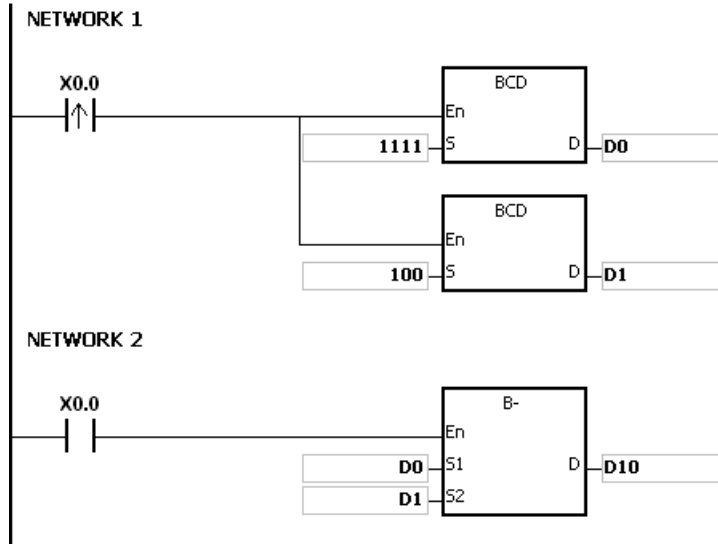 NETWORK 1
X0.0
BCD
En
1111 S D D0
BCD
En
100 S D D1
NETWORK 2
X0.0
B-
En
D0 S1 D D10
D1 S2